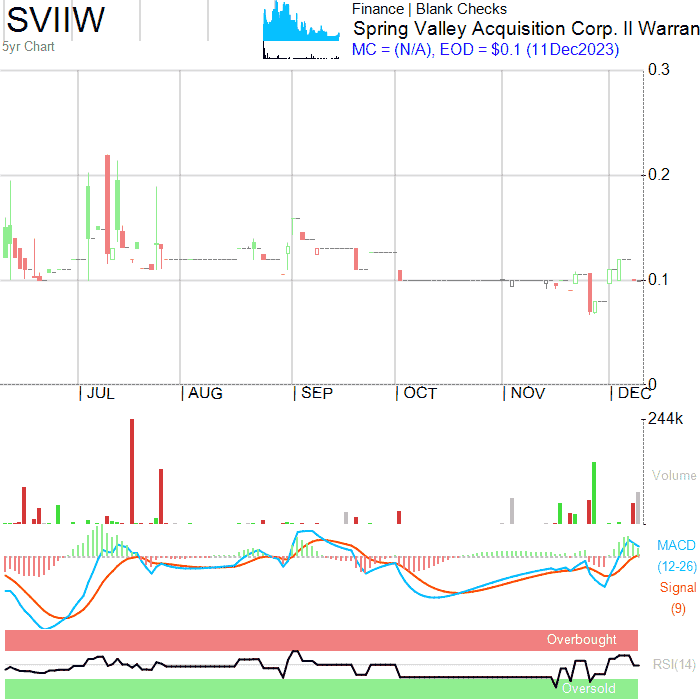 SVIIW
5yr Chart
Finance | Blank Checks
Spring Valley Acquisition Corp. II Warran
MC = (N/A), EOD = $0.1 (11Dec2023)
0.3
0.2
0.1
0
| JUL | AUG | SEP | OCT | NOV | DEC
244k
Volume
MACD
(12-26)
Signal
(9)
Overbought
RSI(14)
Oversold